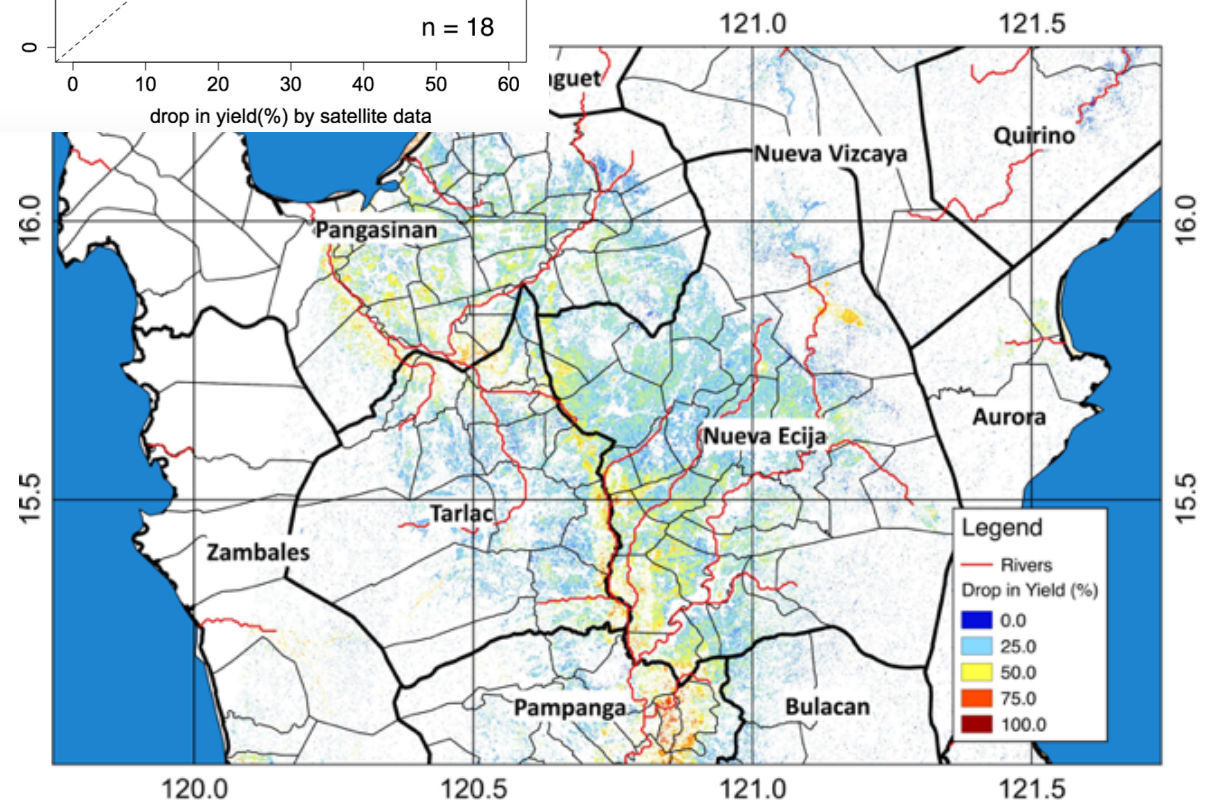 n = 18
0
0 10 20 30 40 50 60
drop in yield(%) by satellite data
121.0 121.5
guet
Quirino
Nueva Vizcaya
16.0 16.0
Pangasinan
Aurora
Nueva Ecija
15.5 15.5
Tarlac
Zambales
Legend
Rivers
Drop in Yield (%)
0.0
25.0
50.0
75.0
100.0
Pampanga
Bulacan
120.0 120.5 121.0 121.5